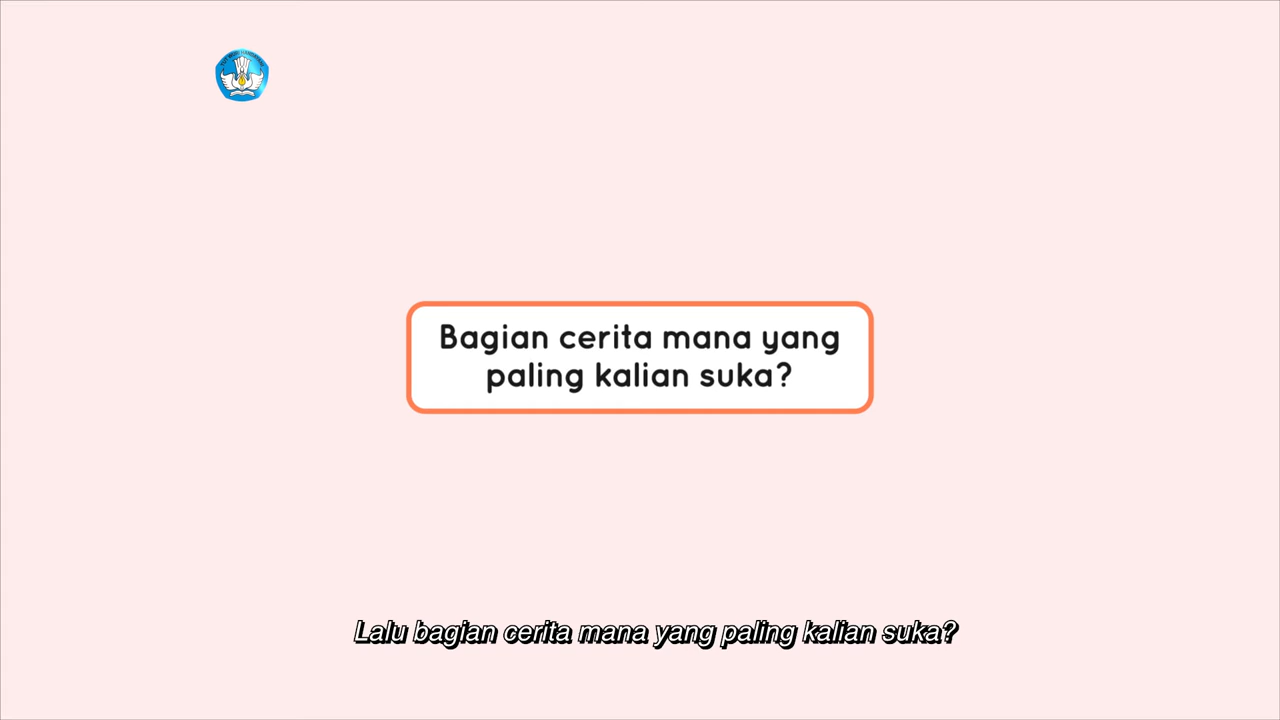 Bagian cerita mana yang
paling kalian suka?
Lalu bagian cerita mana yang paling kalian suka?